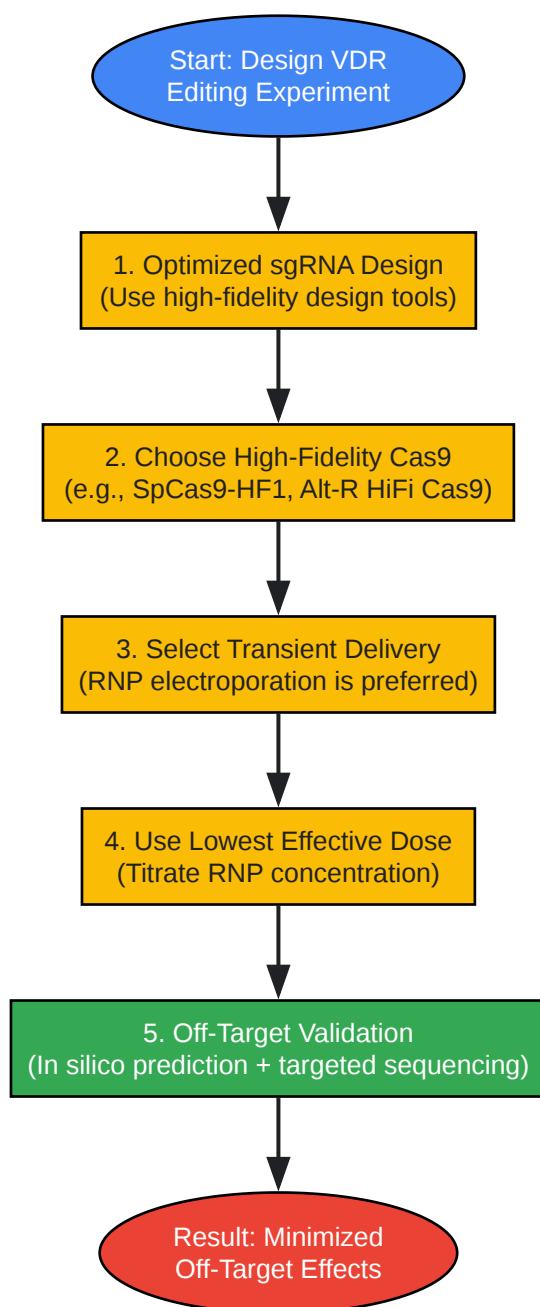 Start: Design VDR
Editing Experiment
1. Optimized sgRNA Design
(Use high-fidelity design tools)
2. Choose High-Fidelity Cas9
(e.g., SpCas9-HF1, Alt-R HiFi Cas9)
3. Select Transient Delivery
(RNP electroporation is preferred)
4. Use Lowest Effective Dose
(Titrate RNP concentration)
5. Off-Target Validation
(In silico prediction + targeted sequencing)
Result: Minimized
Off-Target Effects